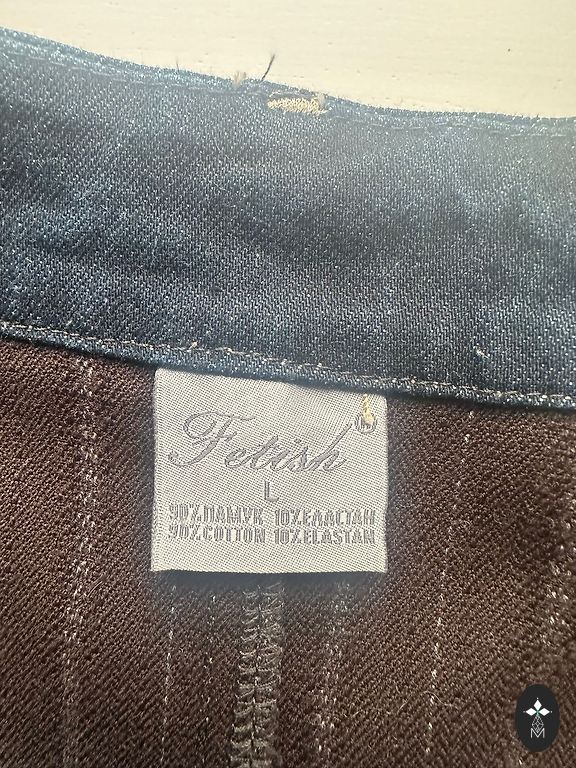 Fetish
L
90% ПАМУК 10% ЕЛАСТАН
90% COTTON 10% ELASTAN
M